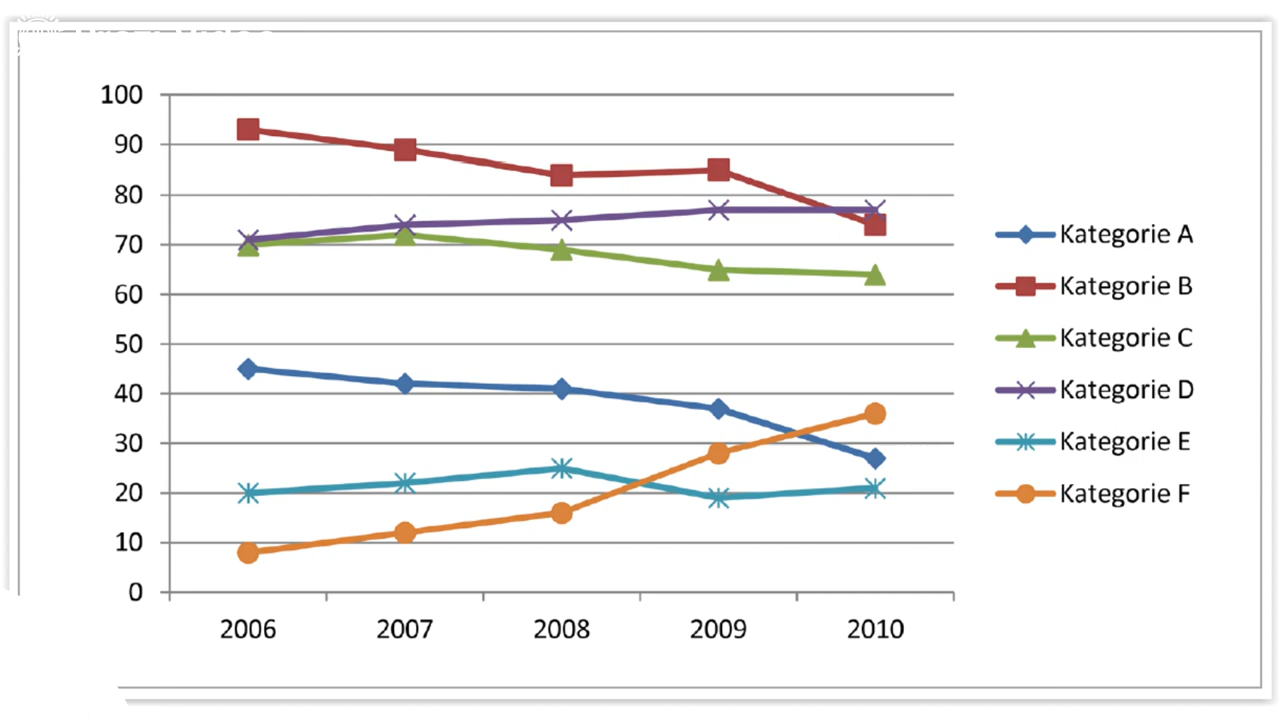 100
90
80
70
60
50
40
30
20
10
0
2006 2007 2008 2009 2010
Kategorie A
Kategorie B
Kategorie C
Kategorie D
Kategorie E
Kategorie F